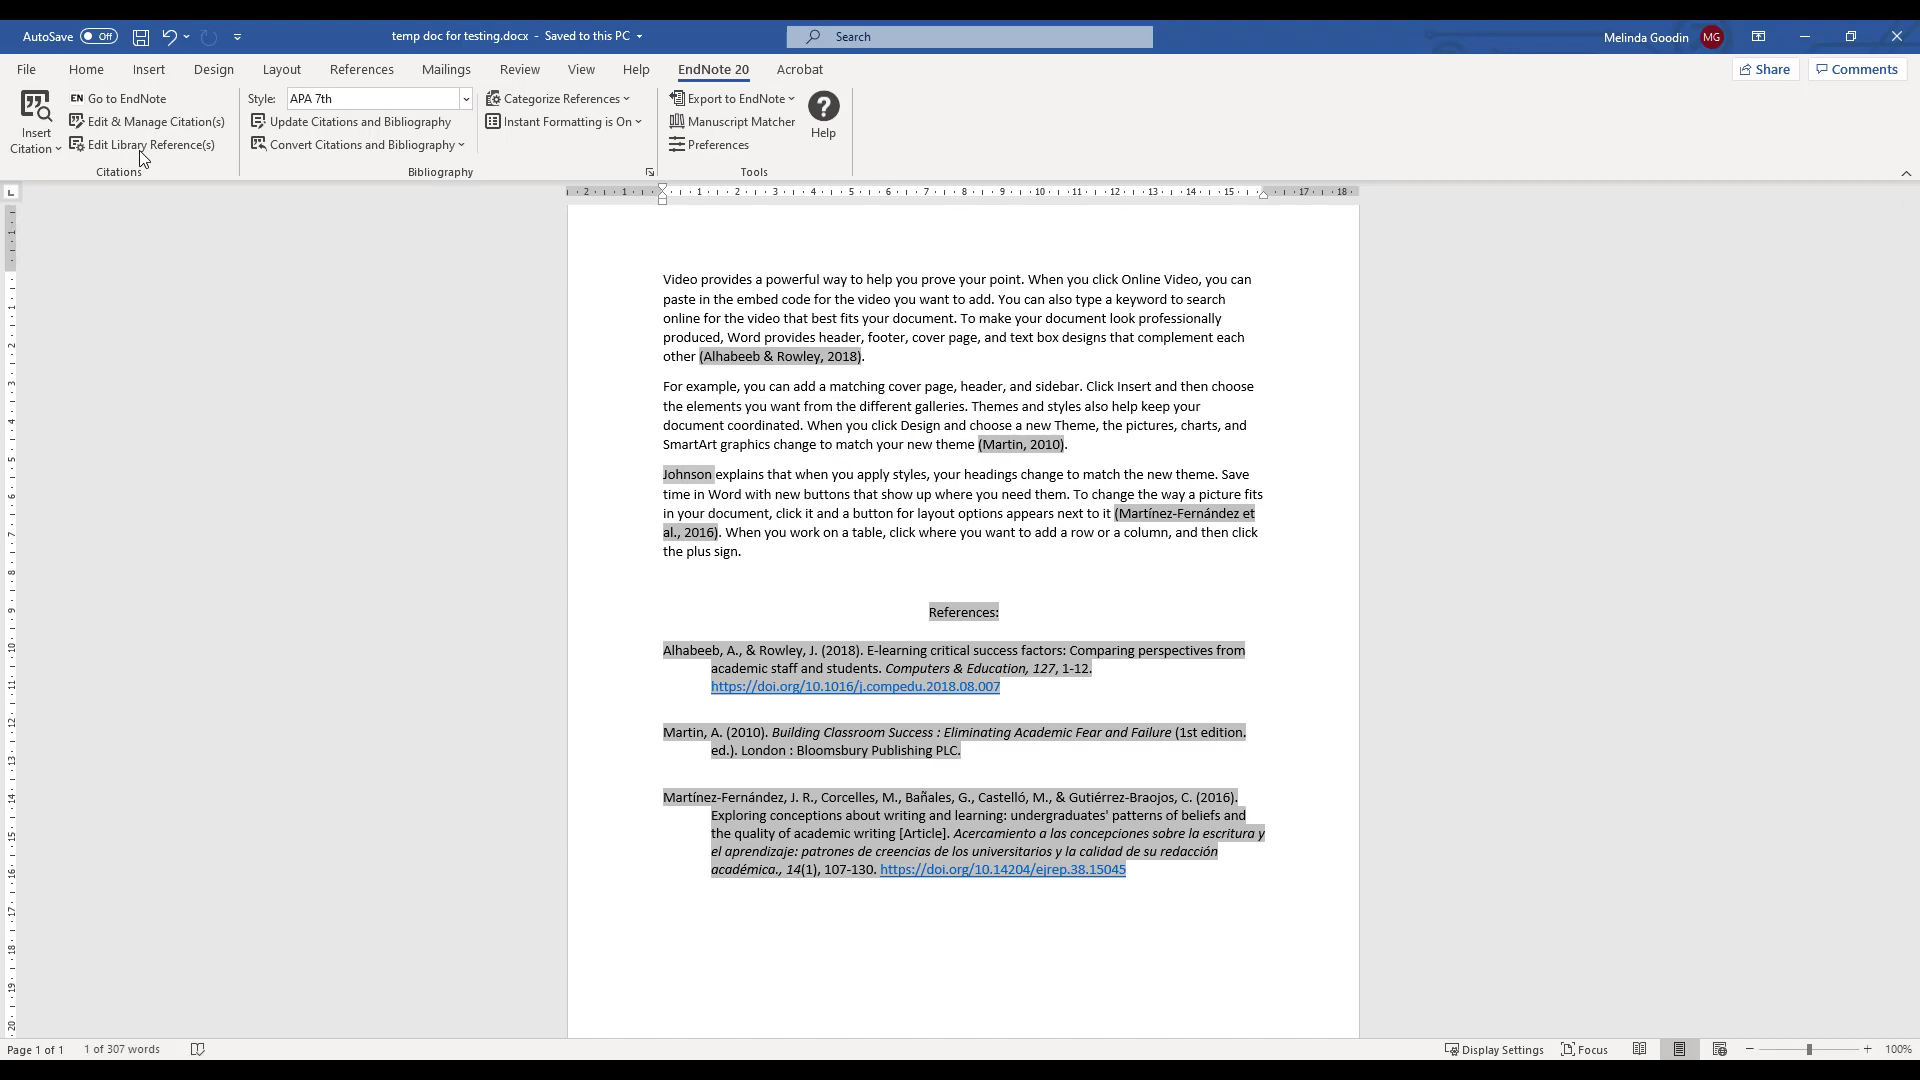 AutoSave Off temp doc for testing.docx - Saved to this PC Search Melinda Goodin MG
File Home Insert Design Layout References Mailings Review View Help EndNote 20 Acrobat Share Comments
EN Go to EndNote Style: APA 7th Categorize References Export to EndNote
Insert Citation Edit & Manage Citation(s) Update Citations and Bibliography Instant Formatting is On Manuscript Matcher Help
Edit Library Reference(s) Convert Citations and Bibliography Preferences
Citations Bibliography Tools
2 1 1 2 3 4 5 6 7 8 9 10 11 12 13 14 15 17 18
Video provides a powerful way to help you prove your point. When you click Online Video, you can
paste in the embed code for the video you want to add. You can also type a keyword to search
online for the video that best fits your document. To make your document look professionally
produced, Word provides header, footer, cover page, and text box designs that complement each
other (Alhabeeb & Rowley, 2018).
For example, you can add a matching cover page, header, and sidebar. Click Insert and then choose
the elements you want from the different galleries. Themes and styles also help keep your
document coordinated. When you click Design and choose a new Theme, the pictures, charts, and
SmartArt graphics change to match your new theme (Martin, 2010).
Johnson explains that when you apply styles, your headings change to match the new theme. Save
time in Word with new buttons that show up where you need them. To change the way a picture fits
in your document, click it and a button for layout options appears next to it (Martínez-Fernández et
al., 2016). When you work on a table, click where you want to add a row or a column, and then click
the plus sign.
References:
Alhabeeb, A., & Rowley, J. (2018). E-learning critical success factors: Comparing perspectives from
academic staff and students. Computers & Education, 127, 1-12.
https://doi.org/10.1016/j.compedu.2018.08.007
Martin, A. (2010). Building Classroom Success : Eliminating Academic Fear and Failure (1st edition.
ed.). London : Bloomsbury Publishing PLC.
Martínez-Fernández, J. R., Corcelles, M., Bañales, G., Castelló, M., & Gutiérrez-Braojos, C. (2016).
Exploring conceptions about writing and learning: undergraduates' patterns of beliefs and
the quality of academic writing [Article]. Acercamiento a las concepciones sobre la escritura y
el aprendizaje: patrones de creencias de los universitarios y la calidad de su redacción
académica., 14(1), 107-130. https://doi.org/10.14204/ejrep.38.15045
Page 1 of 1 1 of 307 words Display Settings Focus 100%